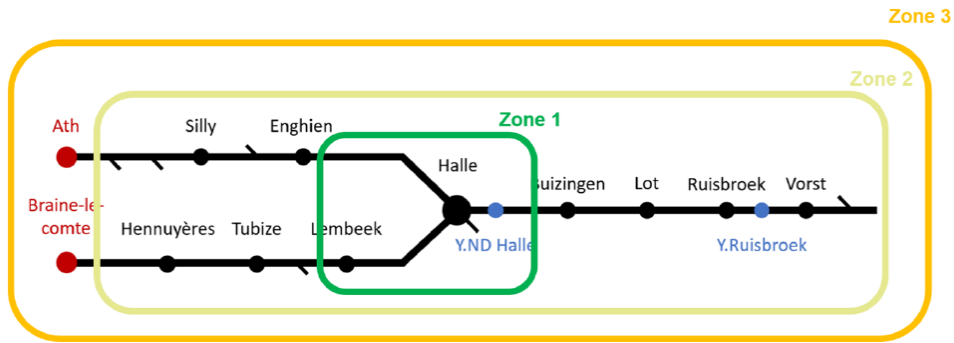 Zone 3
Zone 2
Zone 1
Ath
Silly
Enghien
Halle
Braine-le-
comte
Hennuyères
Tubize
Lembeek
Buizingen
Lot
Ruisbroek
Vorst
Y.ND Halle
Y.Ruisbroek